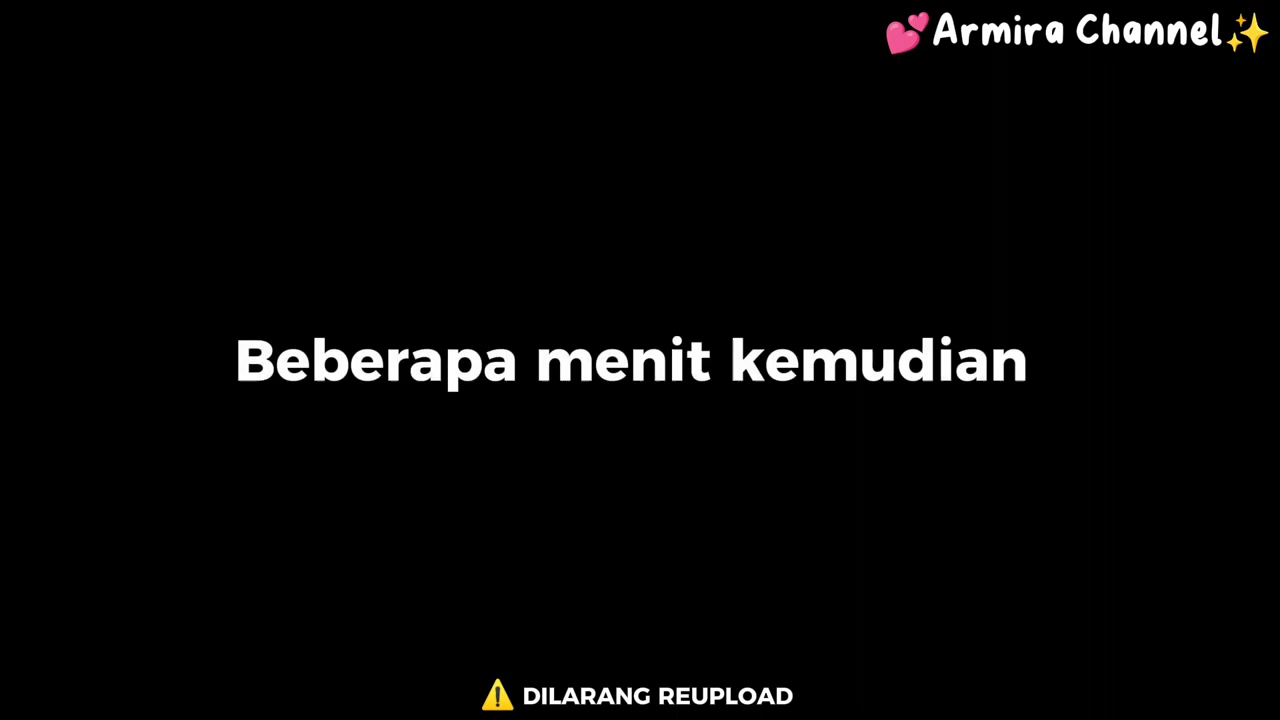 💕Armira Channel✨
Beberapa menit kemudian
⚠️ DILARANG REUPLOAD